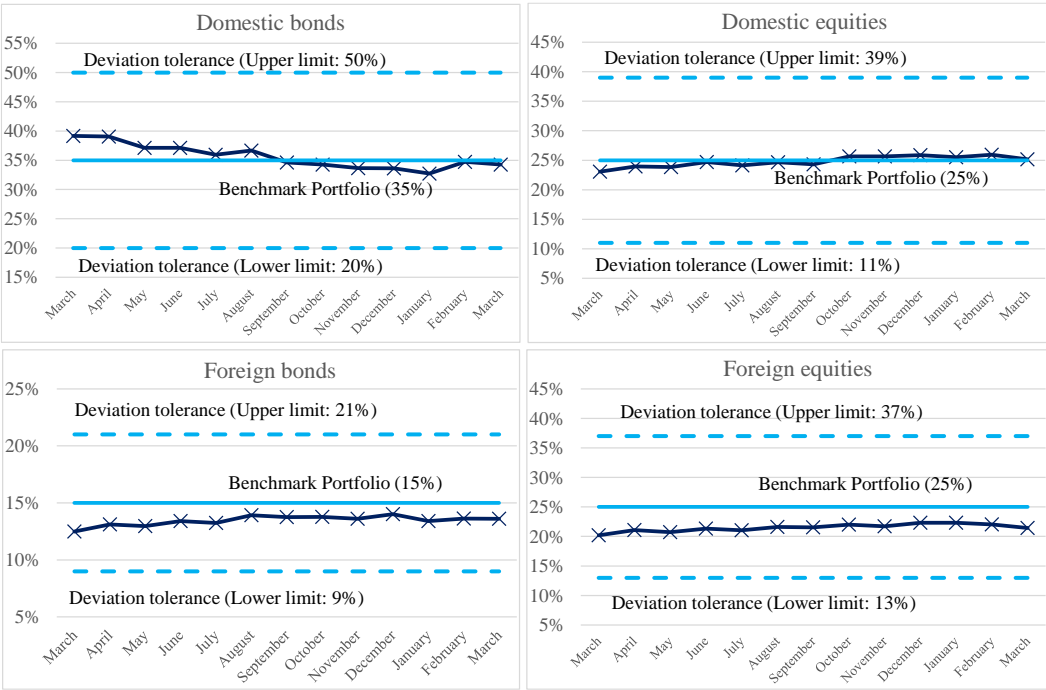 Domestic bonds
55%
50%
45%
40%
35%
30%
25%
20%
15%
Deviation tolerance (Upper limit: 50%)
Benchmark Portfolio (35%)
Deviation tolerance (Lower limit: 20%)
March
April
May
June
July
August
September
October
November
December
January
February
March
Domestic equities
45%
40%
35%
30%
25%
20%
15%
10%
5%
Deviation tolerance (Upper limit: 39%)
Benchmark Portfolio (25%)
Deviation tolerance (Lower limit: 11%)
March
April
May
June
July
August
September
October
November
December
January
February
March
Foreign bonds
25%
20%
15%
10%
5%
Deviation tolerance (Upper limit: 21%)
Benchmark Portfolio (15%)
Deviation tolerance (Lower limit: 9%)
March
April
May
June
July
August
September
October
November
December
January
February
March
Foreign equities
45%
40%
35%
30%
25%
20%
15%
10%
5%
Deviation tolerance (Upper limit: 37%)
Benchmark Portfolio (25%)
Deviation tolerance (Lower limit: 13%)
March
April
May
June
July
August
September
October
November
December
January
February
March